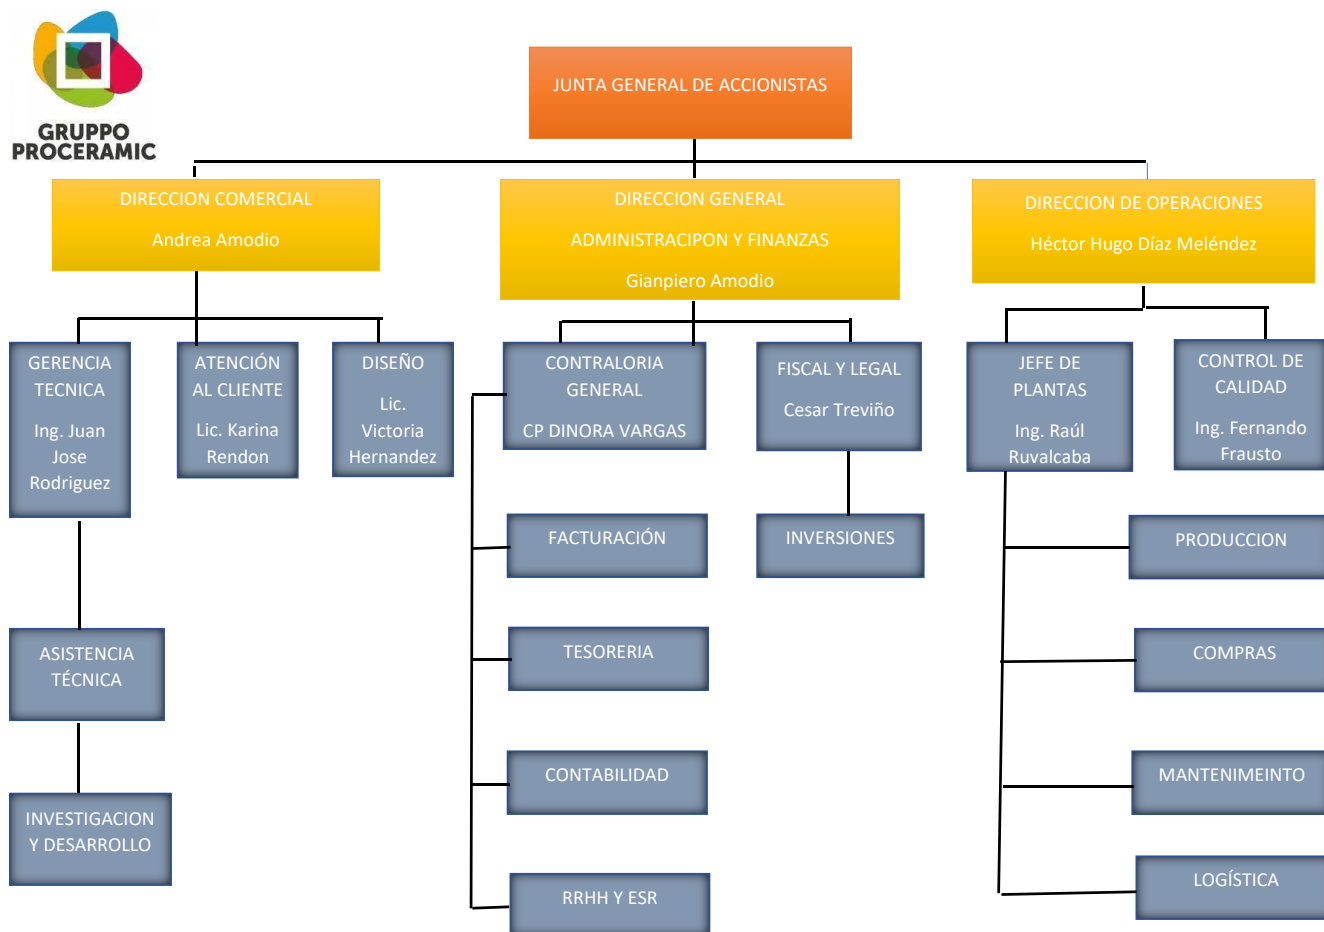 GRUPPO
PROCERAMIC
JUNTA GENERAL DE ACCIONISTAS
DIRECCION COMERCIAL
Andrea Amodio
DIRECCION GENERAL
ADMINISTRACIPON Y FINANZAS
Gianpiero Amodio
DIRECCION DE OPERACIONES
Héctor Hugo Díaz Meléndez
GERENCIA
TECNICA
Ing. Juan
Jose
Rodriguez
ATENCIÓN
AL CLIENTE
Lic. Karina
Rendon
DISEÑO
Lic.
Victoria
Hernandez
CONTRALORIA
GENERAL
CP DINORA VARGAS
FISCAL Y LEGAL
Cesar Treviño
JEFE DE
PLANTAS
Ing. Raúl
Ruvalcaba
CONTROL DE
CALIDAD
Ing. Fernando
Frausto
FACTURACIÓN
INVERSIONES
PRODUCCION
ASISTENCIA
TÉCNICA
TESORERIA
COMPRAS
CONTABILIDAD
MANTENIMEINTO
INVESTIGACION
Y DESARROLLO
RRHH Y ESR
LOGÍSTICA